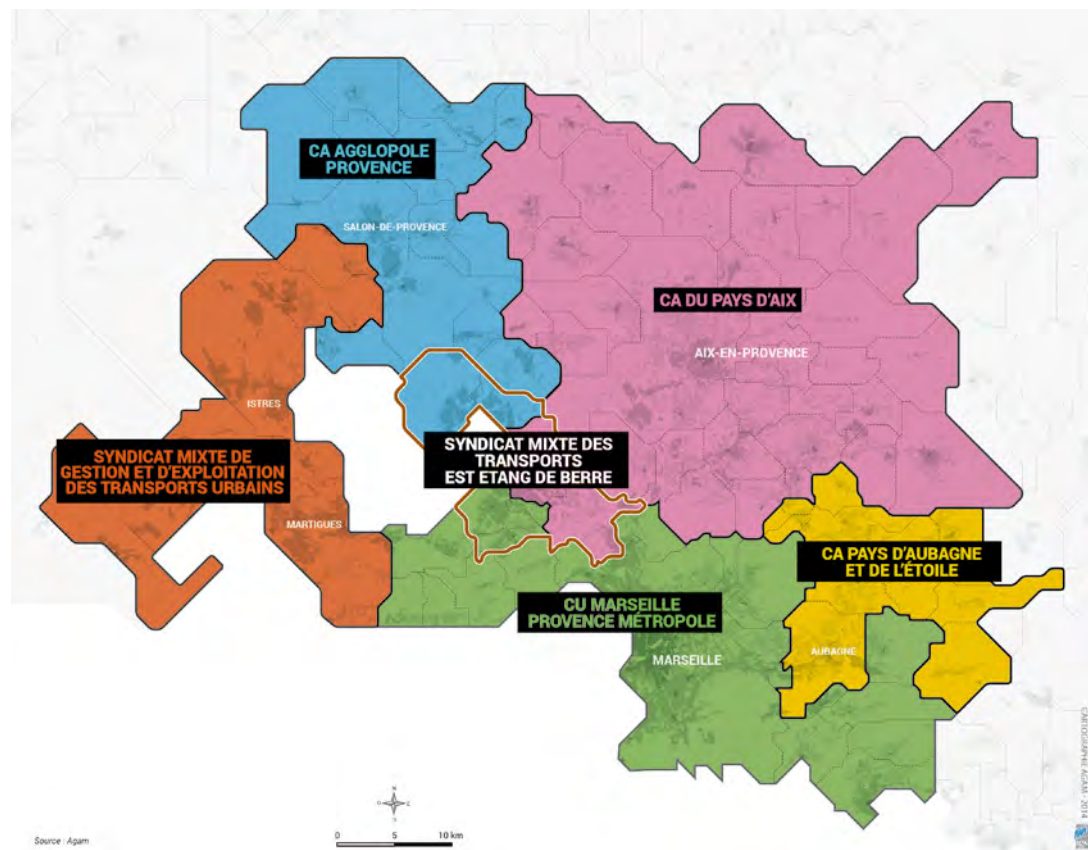 CA AGGLOPOLE
PROVENCE
SALON-DE-PROVENCE
CA DU PAYS D'AIX
AIX-EN-PROVENCE
ISTRES
SYNDICAT MIXTE DE
GESTION ET D'EXPLOITATION
DES TRANSPORTS URBAINS
SYNDICAT MIXTE DES
TRANSPORTS
EST ETANG DE BERRE
MARTIGUES
CA PAYS D'AUBAGNE
ET DE L'ÉTOILE
CU MARSEILLE
PROVENCE MÉTROPOLE
MARSEILLE
AUBAGNE
CARTOGRAPHIE AGAM - 2014
N
O E
S
0 5 10 km
Source : Agam